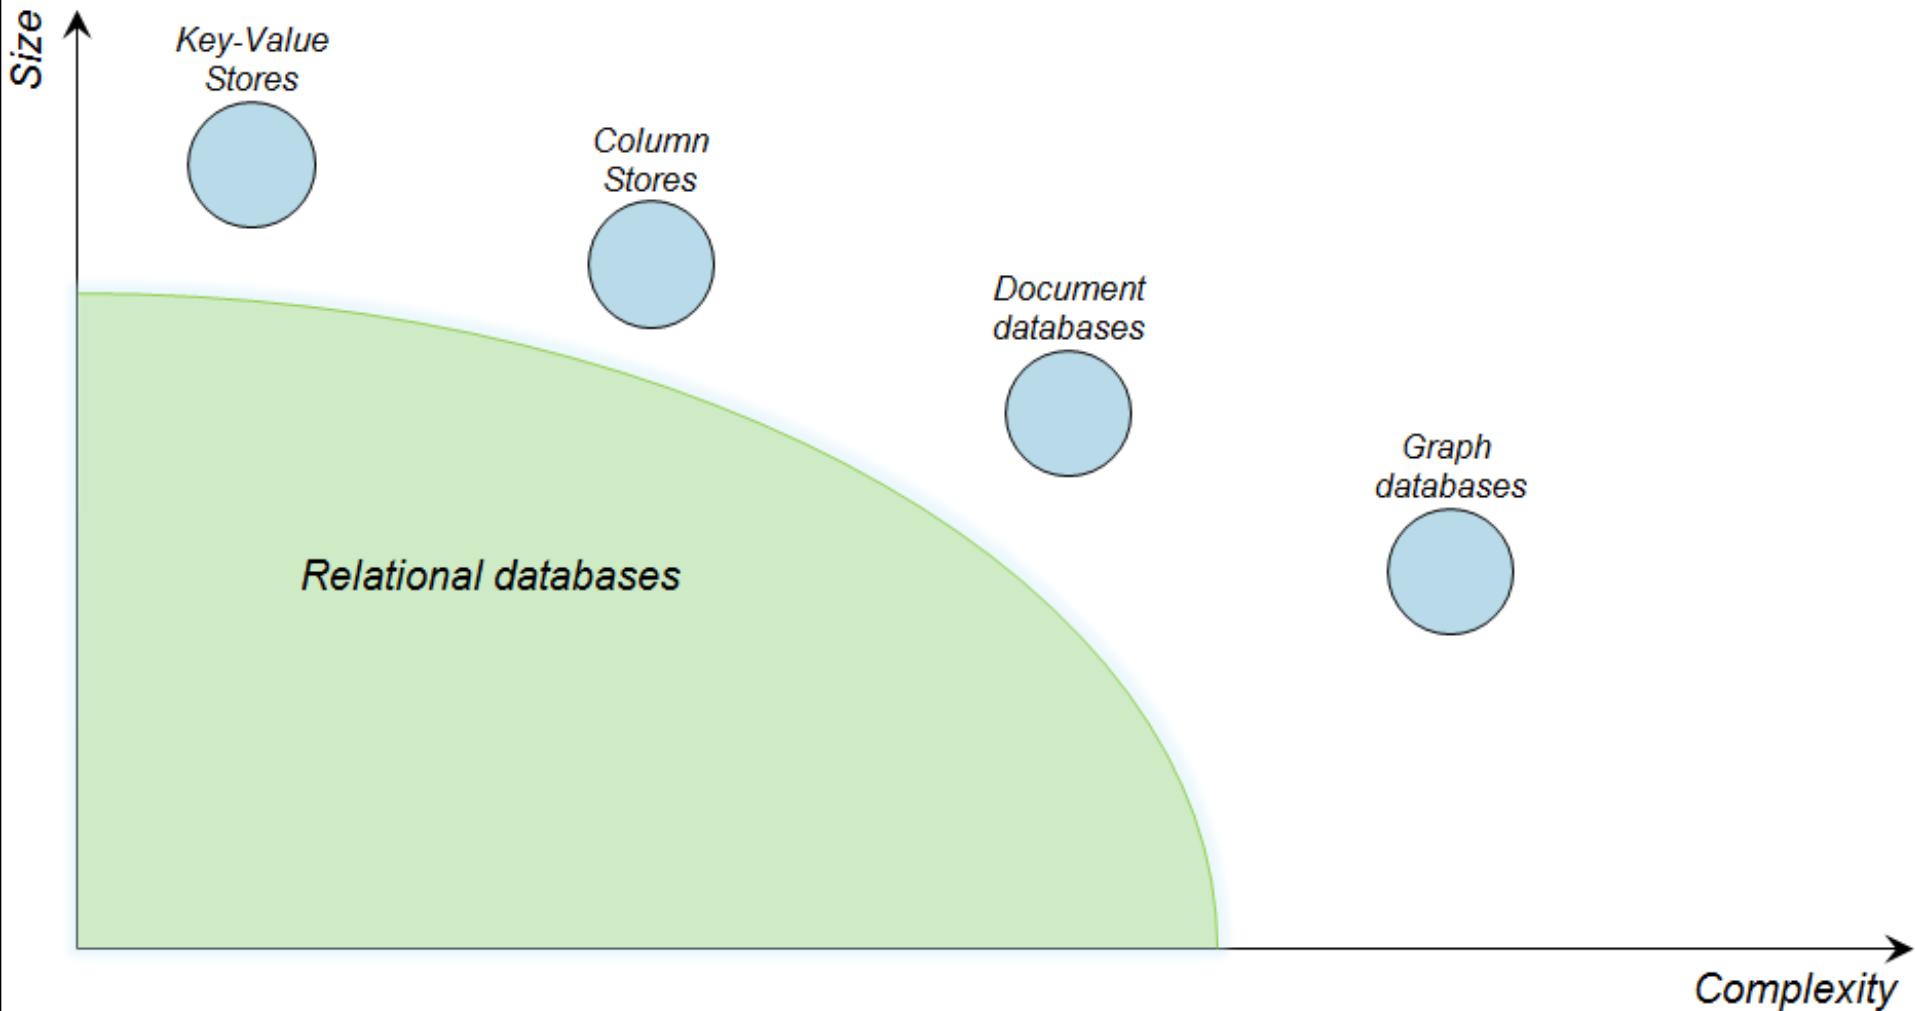 Size
Key-Value
Stores
Column
Stores
Document
databases
Graph
databases
Relational databases
Complexity